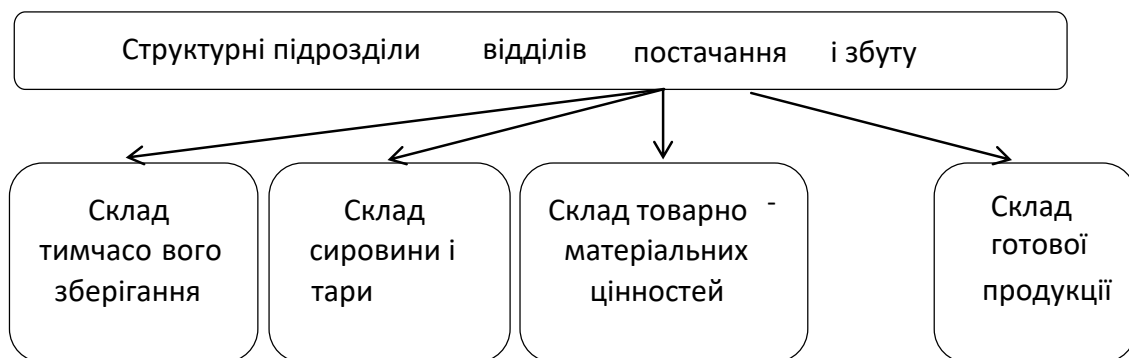 Структурні підрозділи відділів постачання і збуту
Склад
тимчасо вого
зберігання
Склад
сировини і
тари
Склад товарно -
матеріальних
цінностей
Склад
готової
продукції